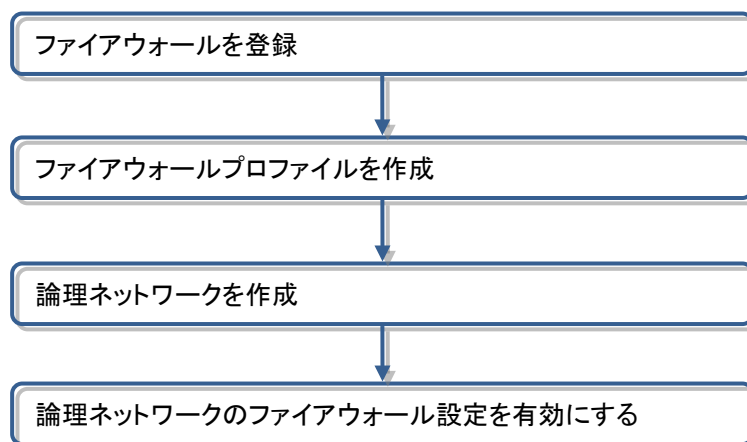 ファイアウォールを登録
ファイアウォールプロファイルを作成
論理ネットワークを作成
論理ネットワークのファイアウォール設定を有効にする